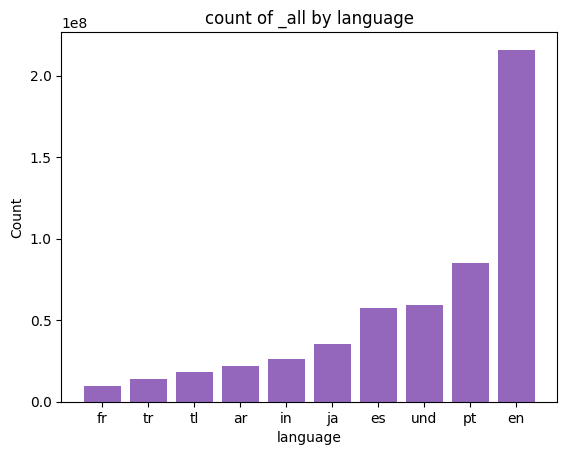 count of _all by language
1e8
2.0
1.5
1.0
0.5
0.0
Count
fr tr tl ar in ja es und pt en
language